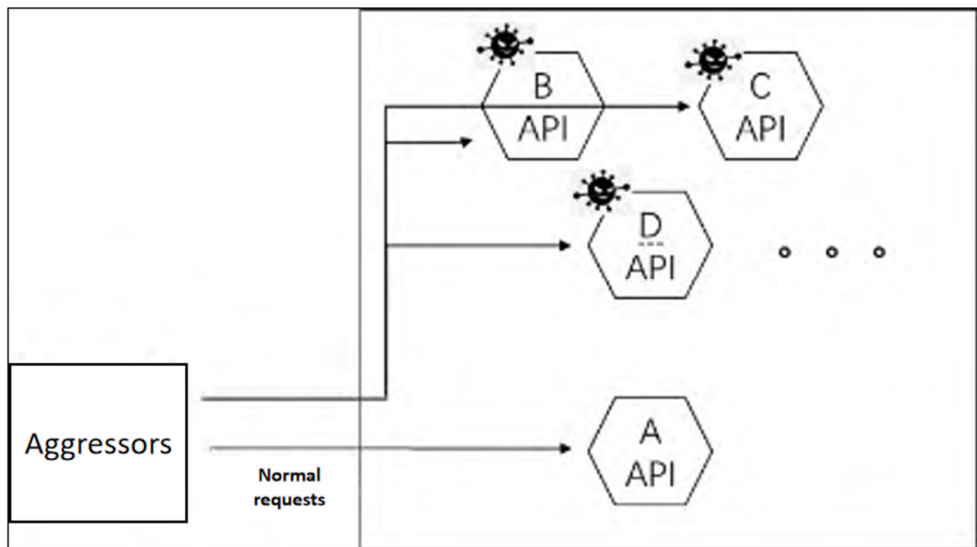 B
API
C
API
D
API
Aggressors
A
API
Normal
requests